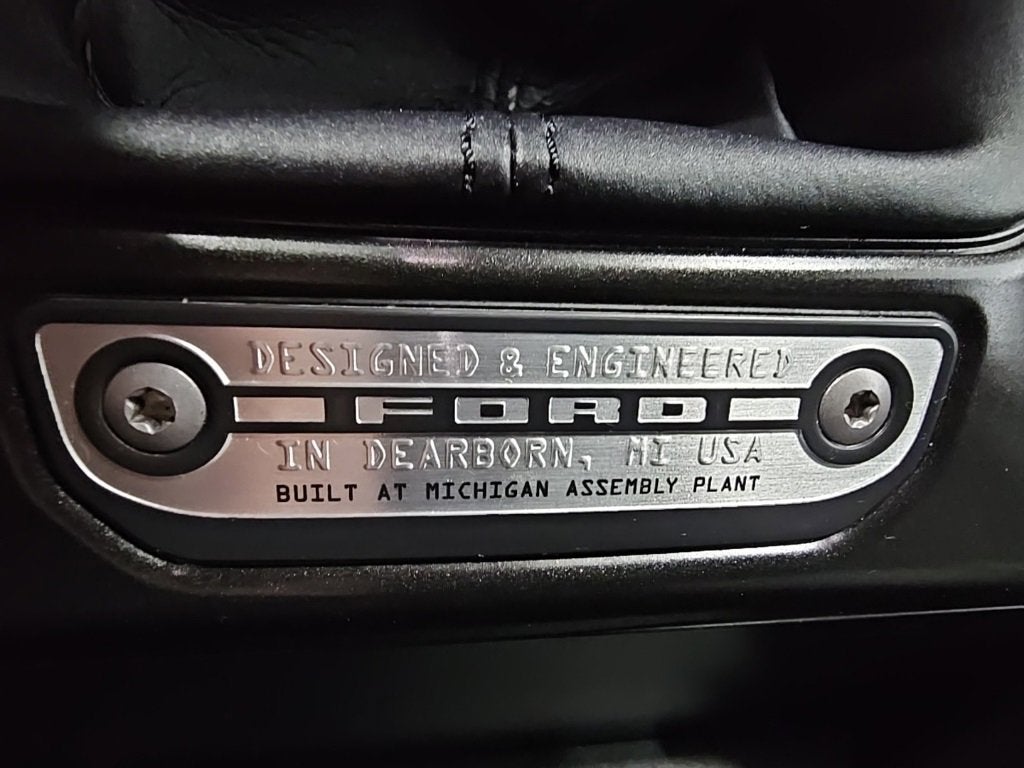 DESIGNED & ENGINEERED
FORD
IN DEARBORN, MI USA
BUILT AT MICHIGAN ASSEMBLY PLANT